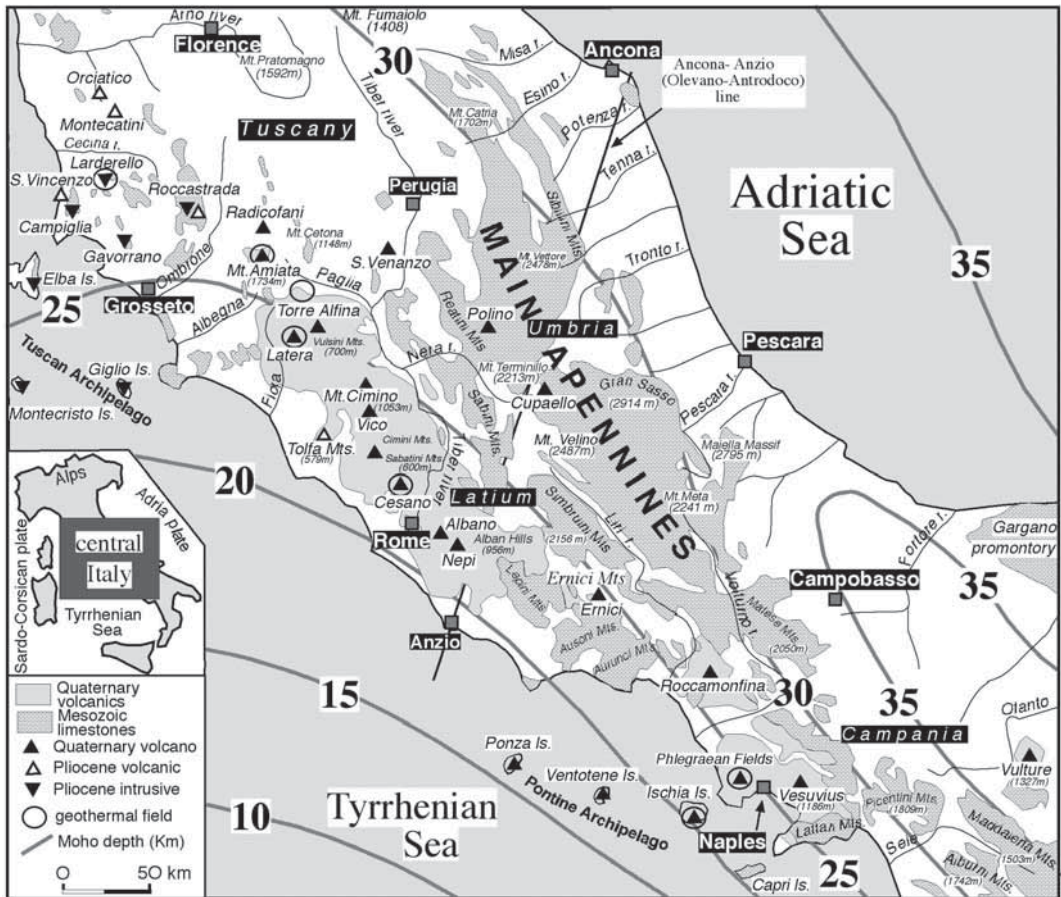 Arno river
Florence
Mt. Fumaiolo
(1408)
Mt.Pratomagno
(1592m)
30
Misa r.
Ancona
Ancona- Anzio
(Olevano-Antrodoco)
line
Orciatico
Montecatini
Tuscany
Tiber river
Esino r.
Mt.Catria
(1702m)
Potenza r.
Cecina r.
Larderello
S.Vincenzo
Roccastrada
Campiglia
Gavorrano
Perugia
Tenna r.
Adriatic
Sea
Radicofani
Mt.Cetona
(1148m)
Sibillini Mts.
Mt.Amiata
(1734m)
S.Venanzo
Mt.Vettore
(2478m)
Tronto r.
35
Elba Is.
Ombrone
Paglia
25
Grosseto
Albegna
Torre Alfina
Vulsini Mts.
(700m)
Latera
Reatini Mts.
Polino
MAIN APENNINES
Umbria
Pescara
Tuscan Archipelago
Giglio Is.
Montecristo Is.
Fiora
Nera r.
Mt.Terminillo
(2213m)
Cupaello
Gran Sasso
(2914 m)
Pescara r.
Mt.Cimino
(1053m)
Vico
Cimini Mts.
Sabatini Mts.
(600m)
Tolfa Mts.
(579m)
Tiber river
Sabini Mts.
Mt. Velino
(2487m)
Maiella Massif
(2795 m)
20
Cesano
Latium
Mt.Meta
(2241 m)
Rome
Albano
Alban Hills
(956m)
Nepi
Simbruini Mts
(2156 m)
Liri r.
Fortore r.
Gargano
promontory
35
Alps
Adria plate
central
Italy
Sardo-Corsican plate
Tyrrhenian
Sea
Lepini Mts.
Ernici Mts
Ernici
Volturno r.
Campobasso
Matese Mts.
(2050m)
Anzio
Ausoni Mts.
Aurunci Mts.
Roccamonfina
15
30
35
Campania
Ofanto
Quaternary
volcanics
Mesozoic
limestones
Quaternary volcano
Pliocene volcanic
Pliocene intrusive
geothermal field
Moho depth (Km)
0 50 km
Ponza Is.
Ventotene Is.
Pontine Archipelago
Phlegraean Fields
Ischia Is.
Vesuvius
(1186m)
Vulture
(1327m)
10
Tyrrhenian
Sea
Naples
Lattari Mts.
Picentini Mts.
(1809m)
Sele
Maddalena Mts.
(1503m)
Alburni Mts.
(1742m)
Capri Is.
25